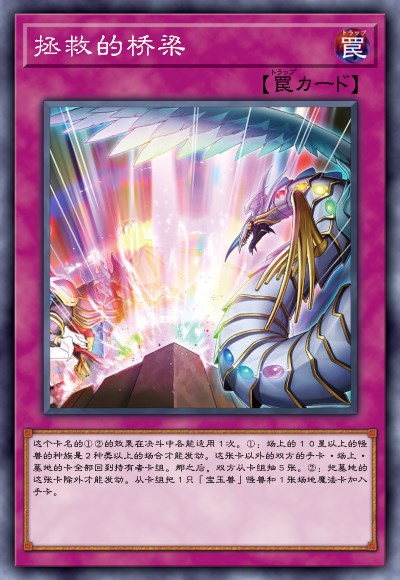 拯救的桥梁
トラップ
罠
トラップ
【罠カード】
这个卡名的①②的效果在决斗中各能适用1次。①：场上的10星以上的怪
兽的种族是2种类以上的场合才能发动。这张卡以外的双方的手卡·场上·
墓地的卡全部回到持有者卡组。那之后，双方从卡组抽5张。②：把墓地的
这张卡除外才能发动。从卡组把1只「宝玉兽」怪兽和1张场地魔法卡加入
手卡。